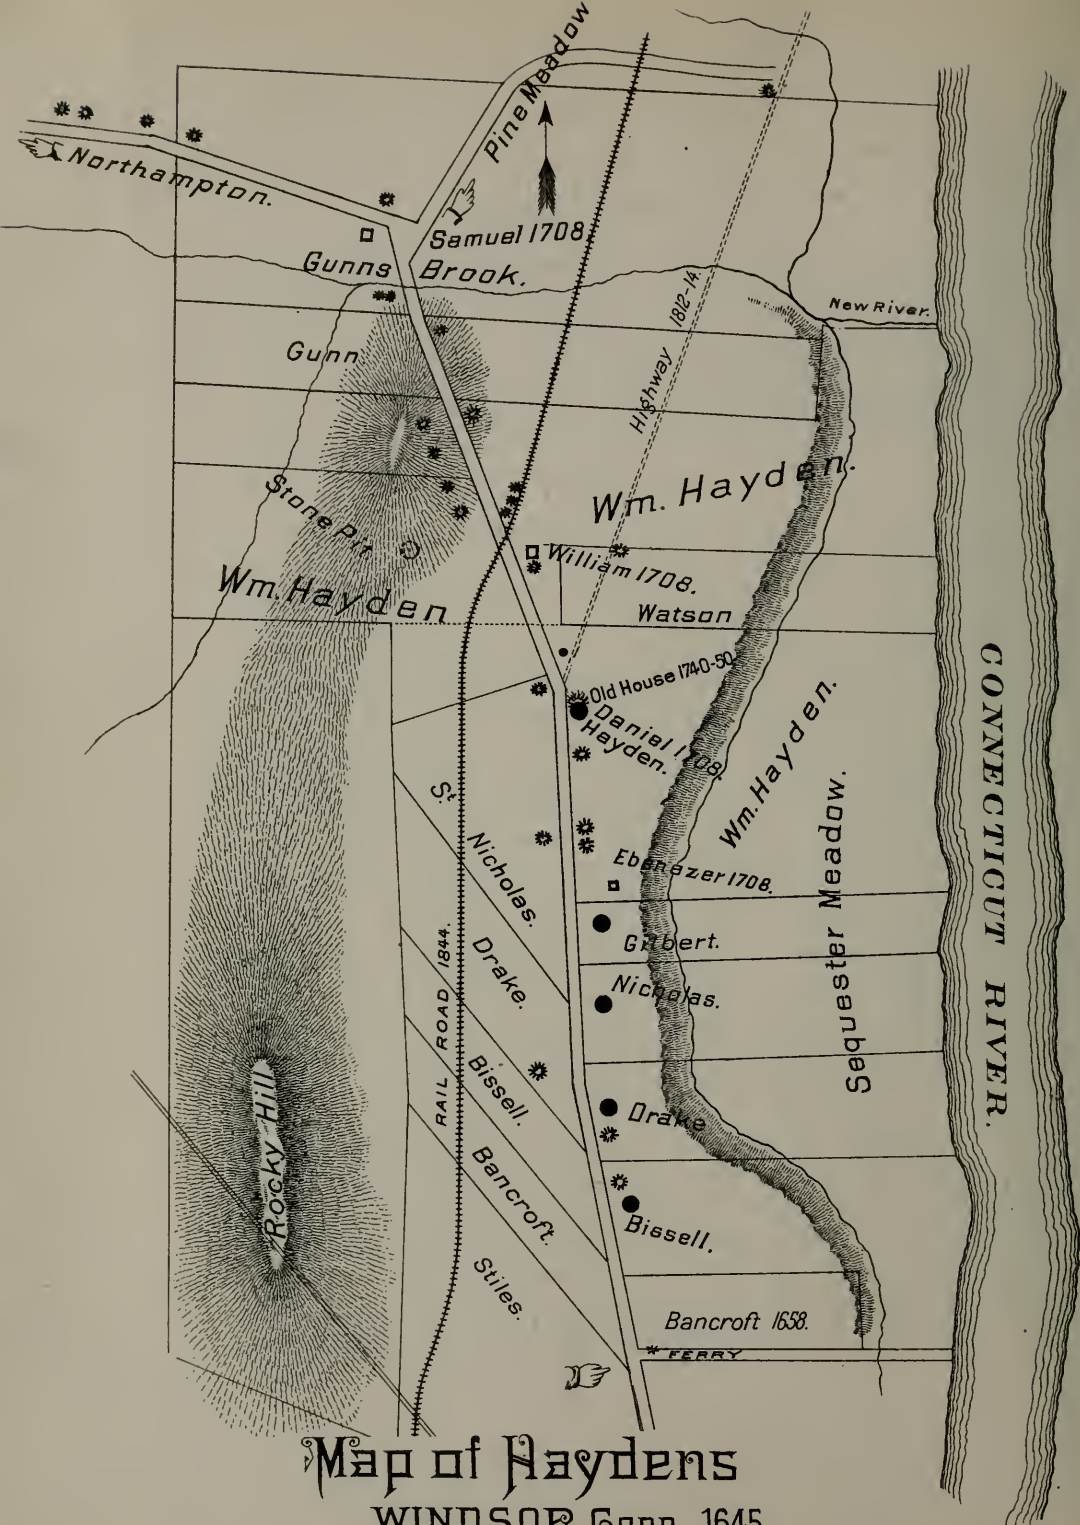 Pine Meadow
Northampton.
Samuel 1708
Gunns Brook.
New River.
Highway 1812-14.
Gunn
Wm. Hayden.
Stone Pit
William 1708.
Wm. Hayden
Watson
Old House 1740-50
Daniel 1708.
Hayden.
Wm. Hayden.
St. Nicholas.
Ebenezer 1708.
Sequester Meadow.
CONNECTICUT RIVER.
Gilbert.
Drake.
Nicholas.
RAIL ROAD 1844.
Bissell.
Drake
Rocky Hill
Bancroft.
Bissell.
Stiles.
Bancroft 1658.
FERRY
Map of Haydens
WINDSOR Conn. 1645